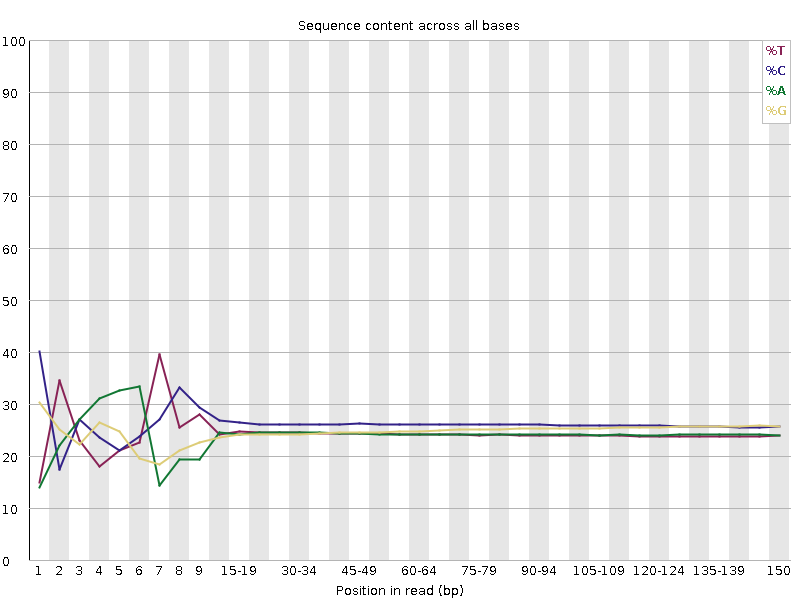 Sequence content across all bases
%T
%C
%A
%G
100
90
80
70
60
50
40
30
20
10
0
1 2 3 4 5 6 7 8 9 15-19 30-34 45-49 60-64 75-79 90-94 105-109 120-124 135-139 150
Position in read (bp)